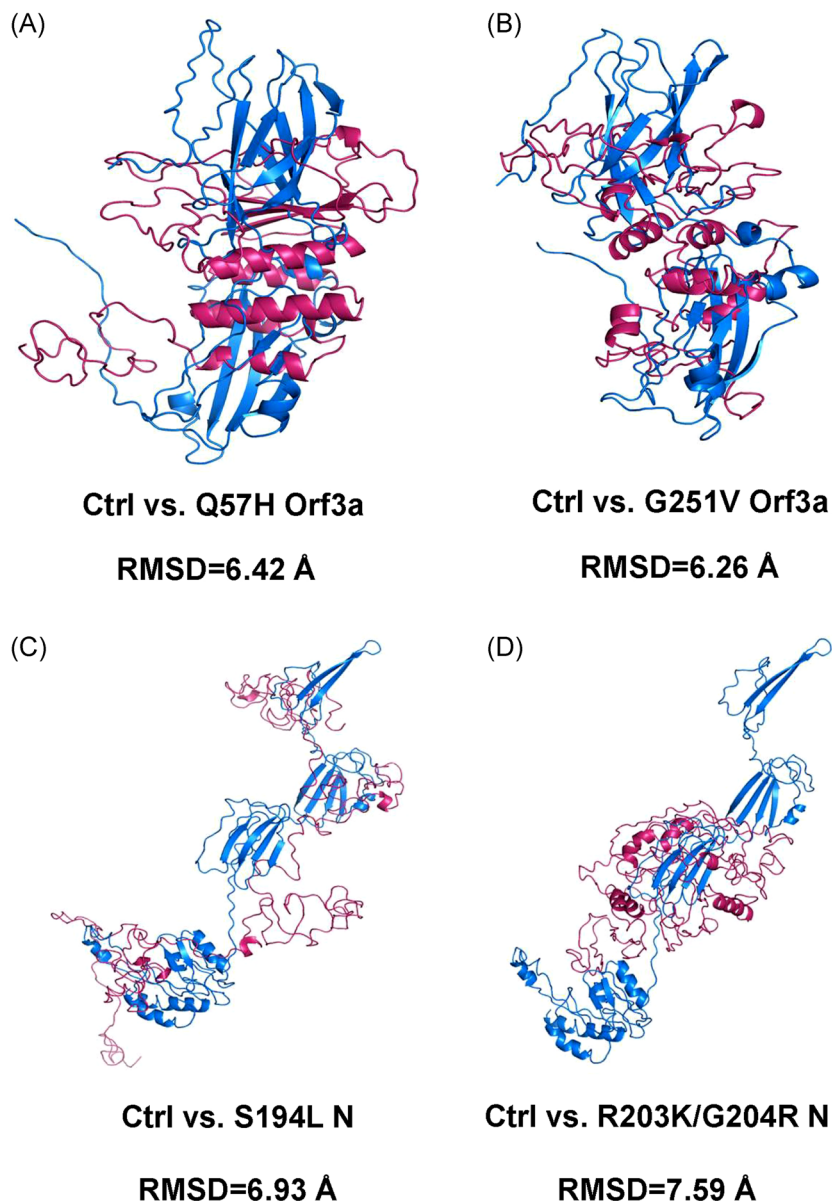 (A)
(B)
Ctrl vs. Q57H Orf3a
Ctrl vs. G251V Orf3a
RMSD=6.42 Å
RMSD=6.26 Å
(C)
(D)
Ctrl vs. S194L N
Ctrl vs. R203K/G204R N
RMSD=6.93 Å
RMSD=7.59 Å